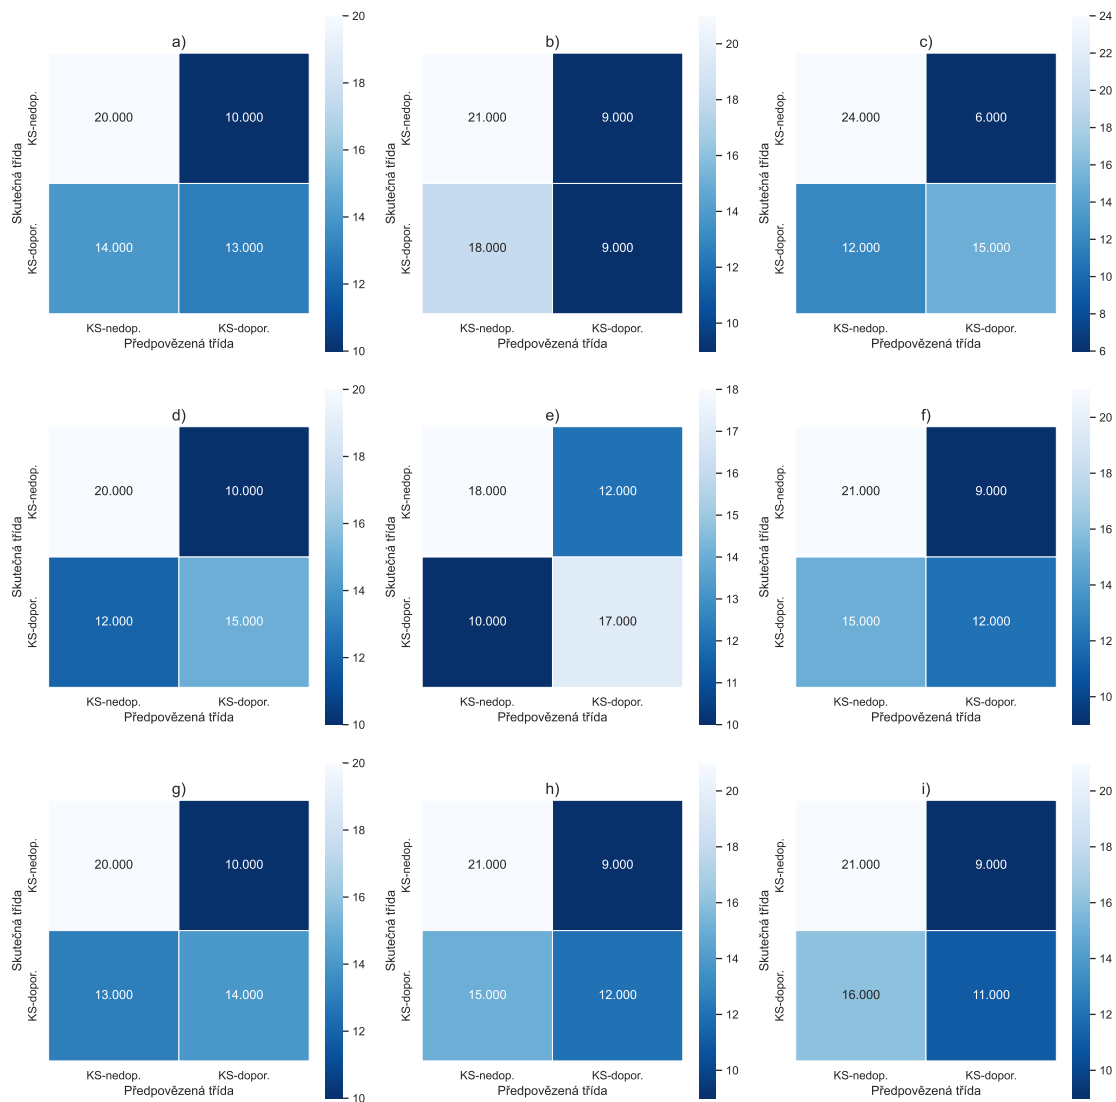 a)
Skutečná třída
KS-nedop.
KS-dopor.
20.000 10.000
14.000 13.000
KS-nedop. KS-dopor.
Předpovězená třída
20
18
16
14
12
10
b)
Skutečná třída
KS-nedop.
KS-dopor.
21.000 9.000
18.000 9.000
KS-nedop. KS-dopor.
Předpovězená třída
20
18
16
14
12
10
c)
Skutečná třída
KS-nedop.
KS-dopor.
24.000 6.000
12.000 15.000
KS-nedop. KS-dopor.
Předpovězená třída
24
22
20
18
16
14
12
10
8
6
d)
Skutečná třída
KS-nedop.
KS-dopor.
20.000 10.000
12.000 15.000
KS-nedop. KS-dopor.
Předpovězená třída
20
18
16
14
12
10
e)
Skutečná třída
KS-nedop.
KS-dopor.
18.000 12.000
10.000 17.000
KS-nedop. KS-dopor.
Předpovězená třída
18
17
16
15
14
13
12
11
10
f)
Skutečná třída
KS-nedop.
KS-dopor.
21.000 9.000
15.000 12.000
KS-nedop. KS-dopor.
Předpovězená třída
20
18
16
14
12
10
g)
Skutečná třída
KS-nedop.
KS-dopor.
20.000 10.000
13.000 14.000
KS-nedop. KS-dopor.
Předpovězená třída
20
18
16
14
12
10
h)
Skutečná třída
KS-nedop.
KS-dopor.
21.000 9.000
15.000 12.000
KS-nedop. KS-dopor.
Předpovězená třída
20
18
16
14
12
10
i)
Skutečná třída
KS-nedop.
KS-dopor.
21.000 9.000
16.000 11.000
KS-nedop. KS-dopor.
Předpovězená třída
20
18
16
14
12
10